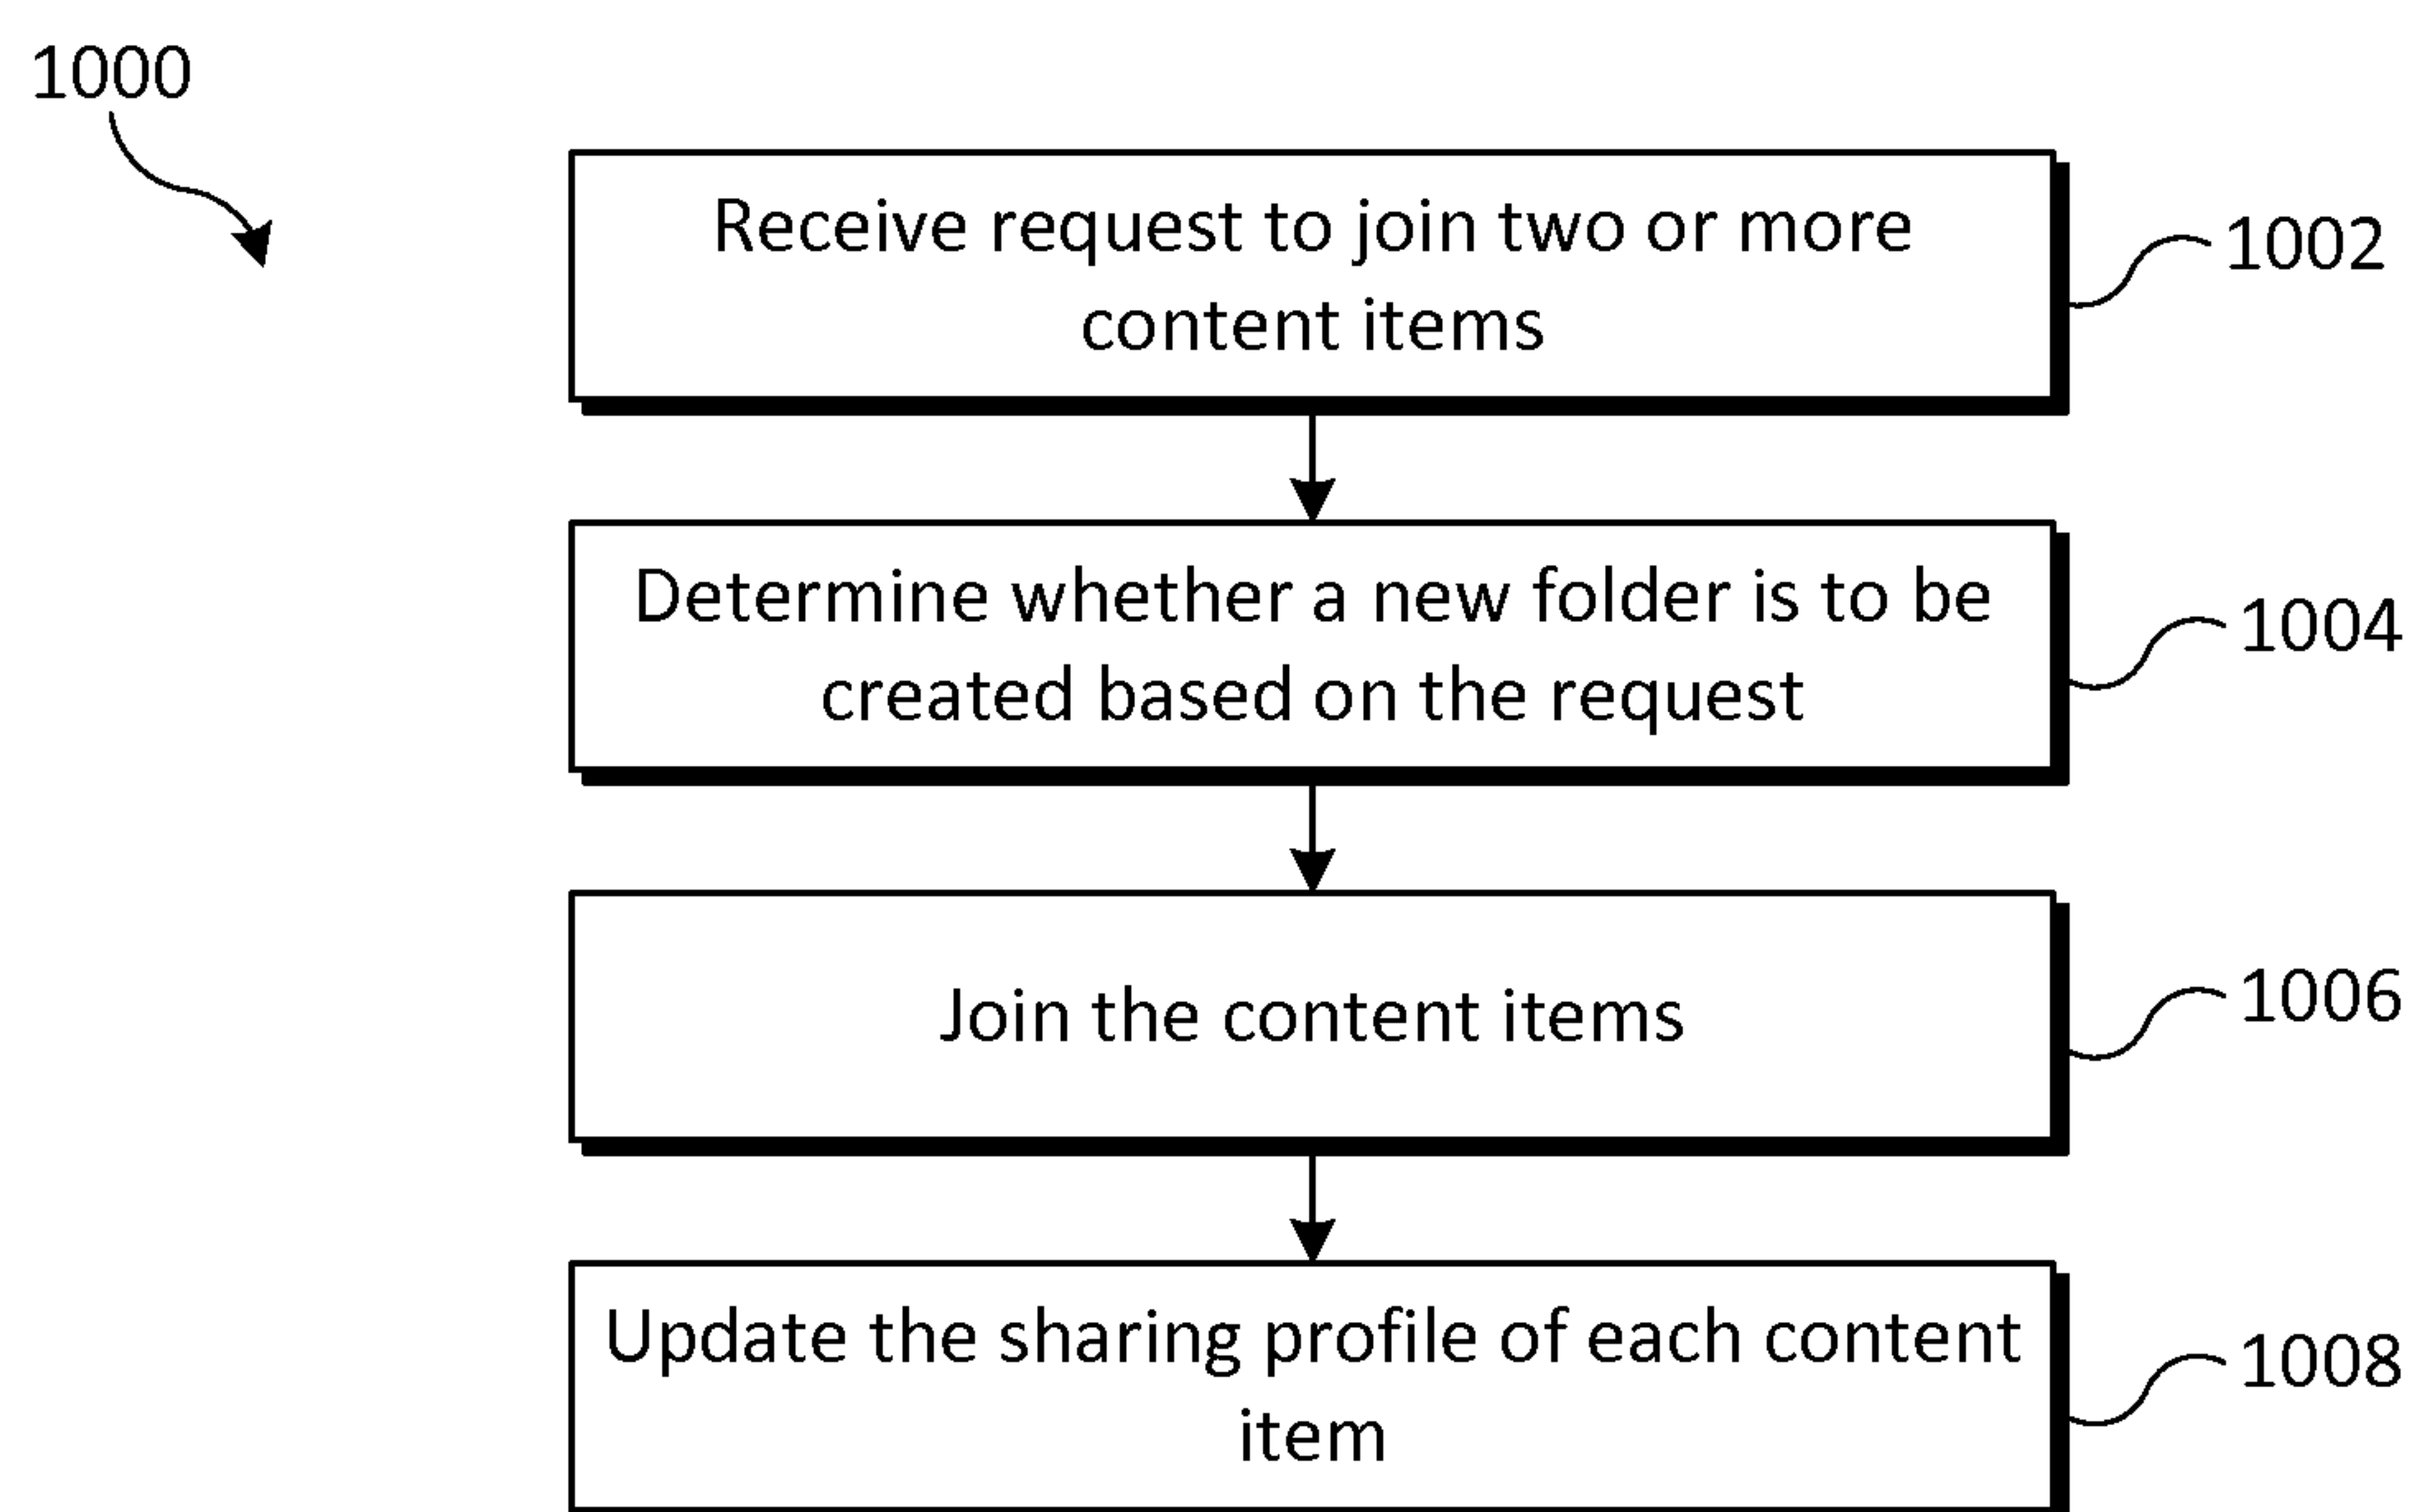 1000
Receive request to join two or more
content items
1002
Determine whether a new folder is to be
created based on the request
1004
Join the content items
1006
Update the sharing profile of each content
item
1008